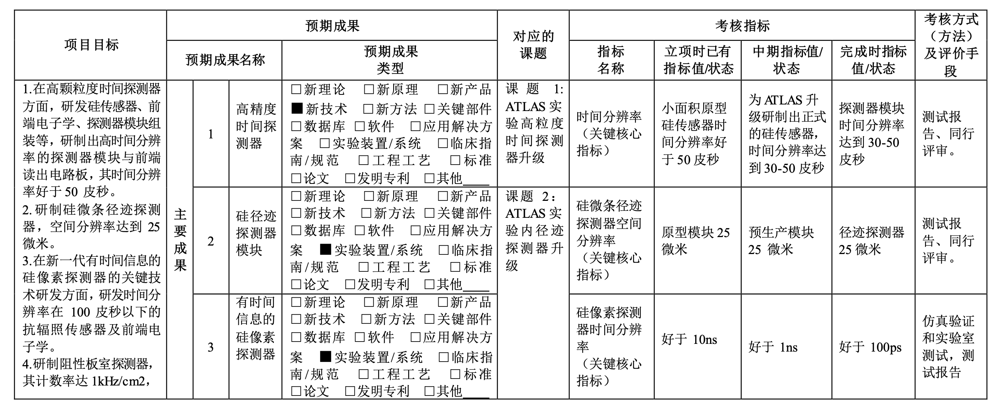 项目目标
预期成果
对应的
课题
考核指标
考核方式
（方法）
及评价手
段
预期成果名称
预期成果
类型
指标
名称
立项时已有
指标值/状态
中期指标值/
状态
完成时指标
值/状态
1.在高颗粒度时间探测器
方面，研发硅传感器、前
端电子学、探测器模块组
装等，研制出高时间分辨
率的探测器模块与前端
读出电路板，其时间分辨
率好于 50 皮秒。
2.研制硅微条径迹探测
器，空间分辨率达到 25
微米。
3.在新一代有时间信息的
硅像素探测器的关键技
术研发方面，研发时间分
辨率在 100 皮秒以下的
抗辐照传感器及前端电
子学。
4.研制阻性板室探测器，
其计数率达 1kHz/cm2，
主
要
成
果
1
高精度
时间探
测器
□新理论 □新原理 □新产品
■新技术 □新方法 □关键部件
□数据库 □软件 □应用解决方
案 □实验装置/系统 □临床指
南/规范 □工程工艺 □标准
□论文 □发明专利 □其他____
课题 1:
ATLAS 实
验高粒度
时间探测
器升级
时间分辨率
（关键核心
指标）
小面积原型
硅传感器时
间分辨率好
于 50 皮秒
为 ATLAS 升
级研制出正式
的硅传感器，
时间分辨率达
到 30-50 皮秒
探测器模块
时间分辨率
达到 30-50
皮秒
测试报
告、同行
评审。
2
硅径迹
探测器
模块
□新理论 □新原理 □新产品
□新技术 □新方法 □关键部件
□数据库 □软件 □应用解决方
案 ■实验装置/系统 □临床指
南/规范 □工程工艺 □标准
□论文 □发明专利 □其他____
课题 2：
ATLAS 实
验内径迹
探测器升
级
硅微条径迹
探测器空间
分辨率
（关键核心
指标）
原型模块 25
微米
预生产模块
25 微米
径迹探测器
25 微米
测试报
告、同行
评审。
3
有时间
信息的
硅像素
探测器
□新理论 □新原理 □新产品
□新技术 □新方法 □关键部件
□数据库 □软件 □应用解决方
案 ■实验装置/系统 □临床指
南/规范 □工程工艺 □标准
□论文 □发明专利 □其他____
硅像素探测
器时间分辨
率
（关键核心
指标）
好于 10ns
好于 1ns
好于 100ps
仿真验证
和实验室
测试，测
试报告